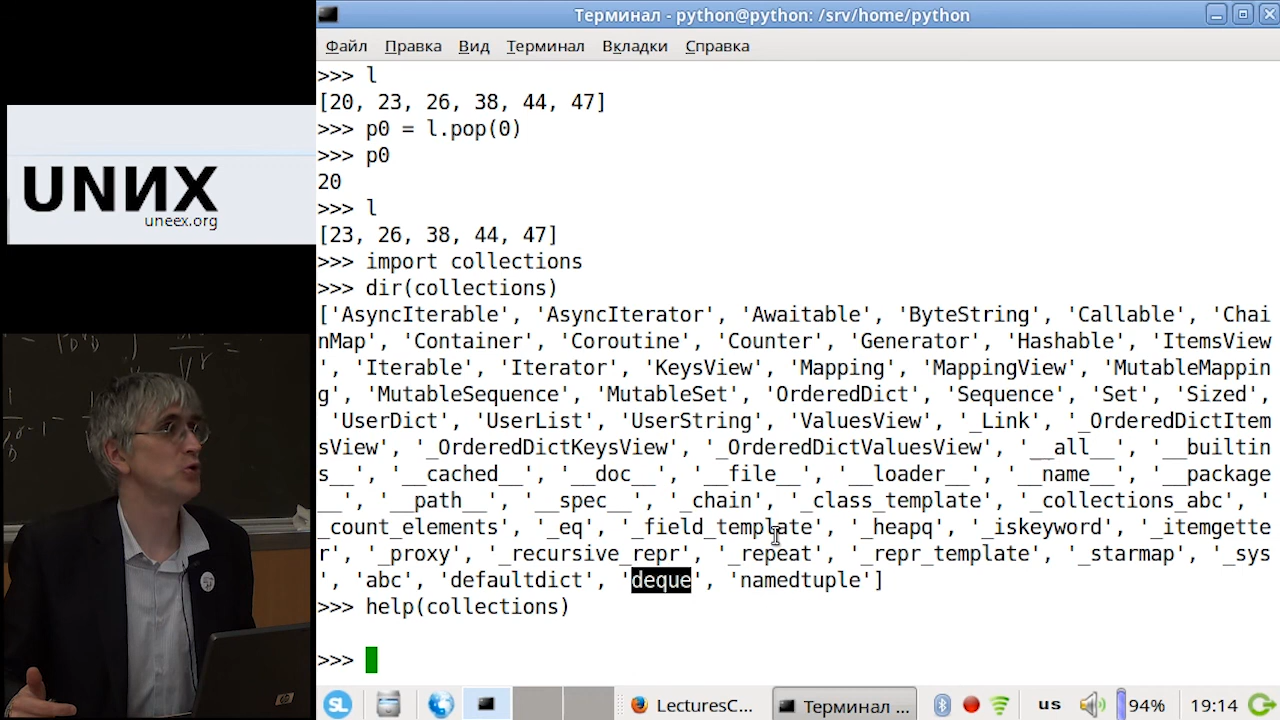 Терминал - python@python: /srv/home/python
Файл Правка Вид Терминал Вкладки Справка
>>> l
[20, 23, 26, 38, 44, 47]
>>> p0 = l.pop(0)
>>> p0
20
>>> l
[23, 26, 38, 44, 47]
>>> import collections
>>> dir(collections)
['AsyncIterable', 'AsyncIterator', 'Awaitable', 'ByteString', 'Callable', 'Chai
nMap', 'Container', 'Coroutine', 'Counter', 'Generator', 'Hashable', 'ItemsView
', 'Iterable', 'Iterator', 'KeysView', 'Mapping', 'MappingView', 'MutableMappin
g', 'MutableSequence', 'MutableSet', 'OrderedDict', 'Sequence', 'Set', 'Sized',
'UserDict', 'UserList', 'UserString', 'ValuesView', '_Link', '_OrderedDictItem
sView', '_OrderedDictKeysView', '_OrderedDictValuesView', '__all__', '__builtin
s__', '__cached__', '__doc__', '__file__', '__loader__', '__name__', '__package
__', '__path__', '__spec__', '_chain', '_class_template', '_collections_abc', '
_count_elements', '_eq', '_field_template', '_heapq', '_iskeyword', '_itemgette
r', '_proxy', '_recursive_repr', '_repeat', '_repr_template', '_starmap', '_sys
', 'abc', 'defaultdict', 'deque', 'namedtuple']
>>> help(collections)
>>>
UNИX
uneex.org
LecturesC... Терминал ... us 94% 19:14